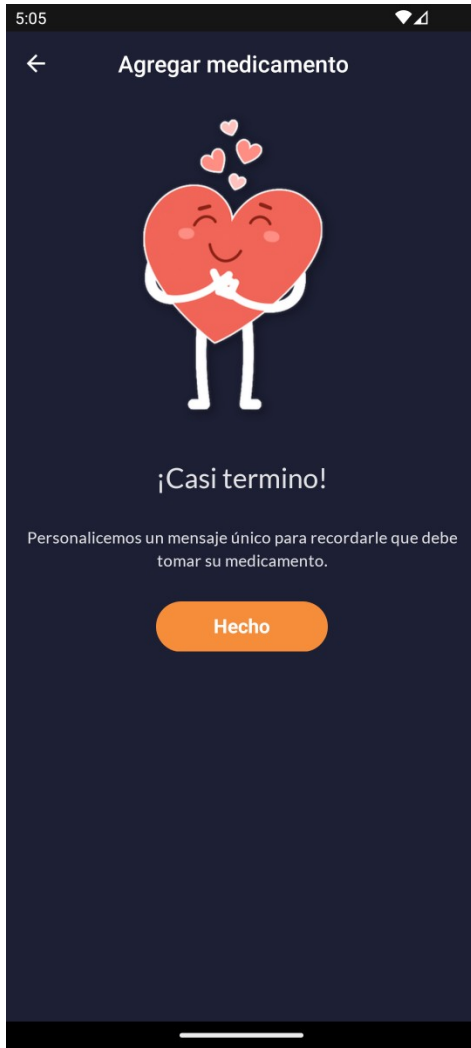 5:05
Agregar medicamento
¡Casi termino!
Personalicemos un mensaje único para recordarle que debe
tomar su medicamento.
Hecho